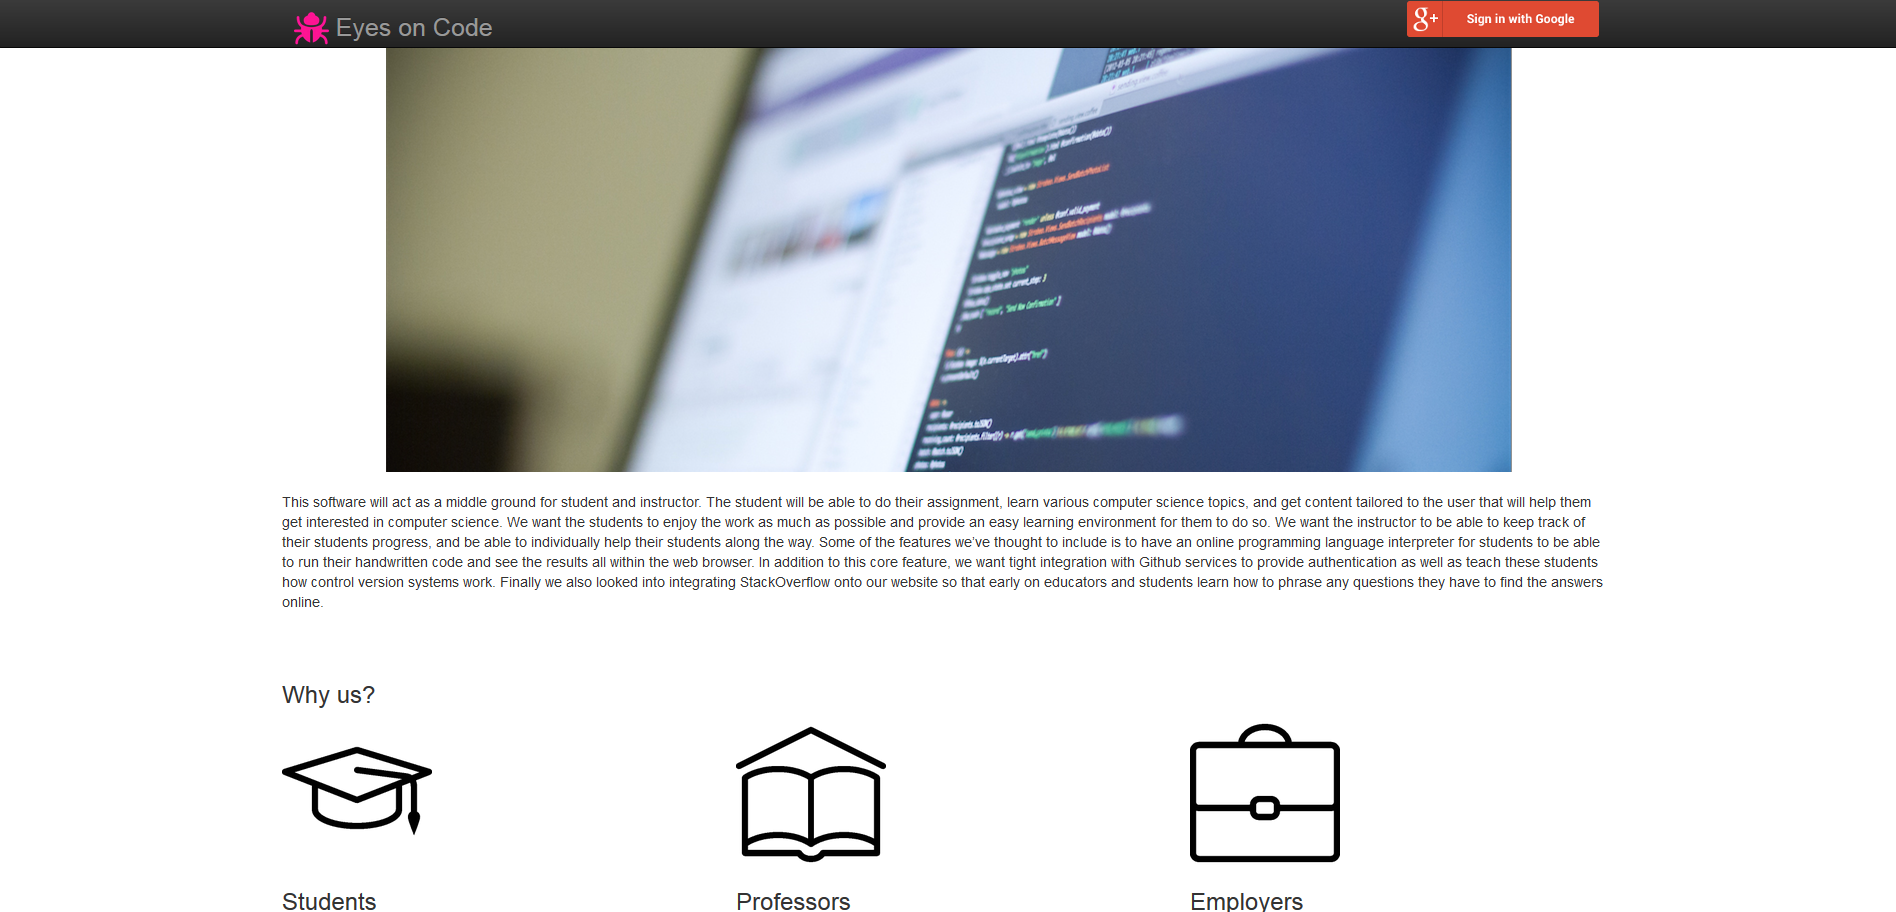 Eyes on Code
g+ Sign in with Google
This software will act as a middle ground for student and instructor. The student will be able to do their assignment, learn various computer science topics, and get content tailored to the user that will help them
get interested in computer science. We want the students to enjoy the work as much as possible and provide an easy learning environment for them to do so. We want the instructor to be able to keep track of
their students progress, and be able to individually help their students along the way. Some of the features we've thought to include is to have an online programming language interpreter for students to be able
to run their handwritten code and see the results all within the web browser. In addition to this core feature, we want tight integration with Github services to provide authentication as well as teach these students
how control version systems work. Finally we also looked into integrating StackOverflow onto our website so that early on educators and students learn how to phrase any questions they have to find the answers
online.
Why us?
Students
Professors
Employers